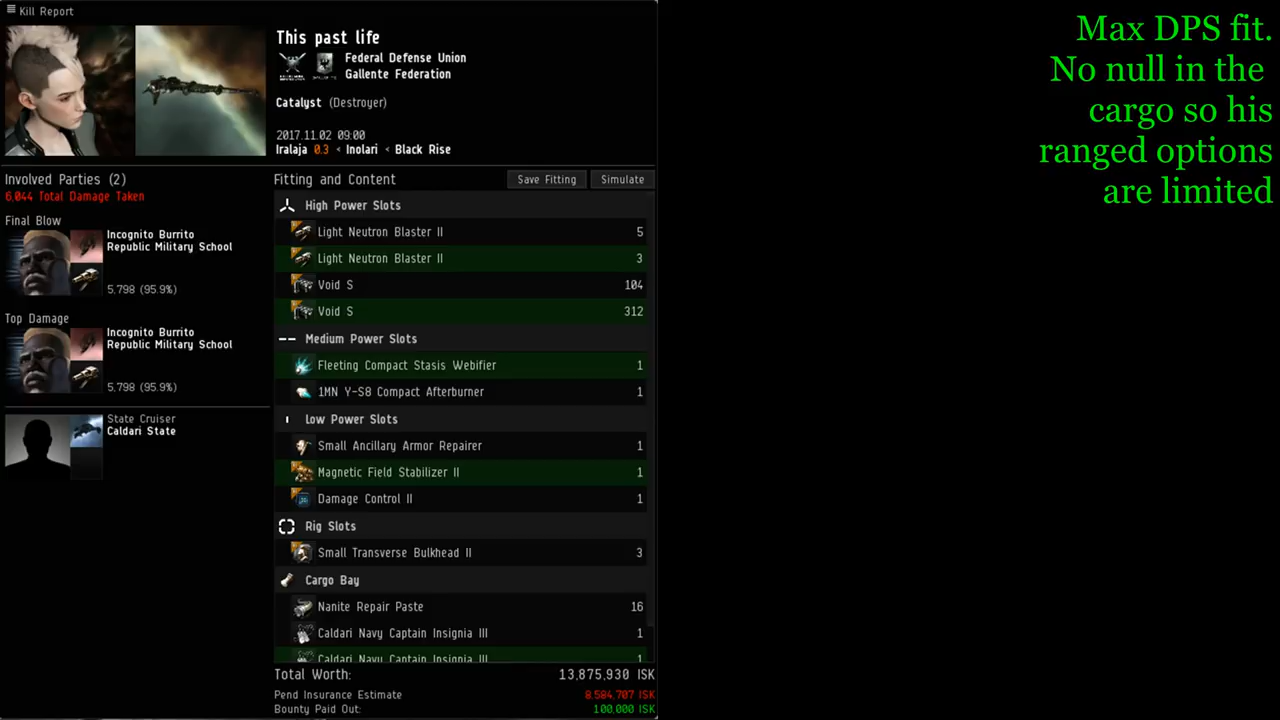 Kill Report
This past life
Federal Defense Union
Gallente Federation
Catalyst (Destroyer)
2017.11.02 09:00
Iralaja 0.3 < Inolari < Black Rise
Involved Parties (2)
6,044 Total Damage Taken
Final Blow
Incognito Burrito
Republic Military School
5,798 (95.9%)
Top Damage
Incognito Burrito
Republic Military School
5,798 (95.9%)
State Cruiser
Caldari State
Fitting and Content
Save Fitting
Simulate
High Power Slots
Light Neutron Blaster II 5
Light Neutron Blaster II 3
Void S 104
Void S 312
Medium Power Slots
Fleeting Compact Stasis Webifier 1
1MN Y-S8 Compact Afterburner 1
Low Power Slots
Small Ancillary Armor Repairer 1
Magnetic Field Stabilizer II 1
Damage Control II 1
Rig Slots
Small Transverse Bulkhead II 3
Cargo Bay
Nanite Repair Paste 16
Caldari Navy Captain Insignia III 1
Caldari Navy Captain Insignia III 1
Total Worth: 13,875,930 ISK
Pend Insurance Estimate 8,584,707 ISK
Bounty Paid Out: 100,000 ISK
Max DPS fit.
No null in the
cargo so his
ranged options
are limited